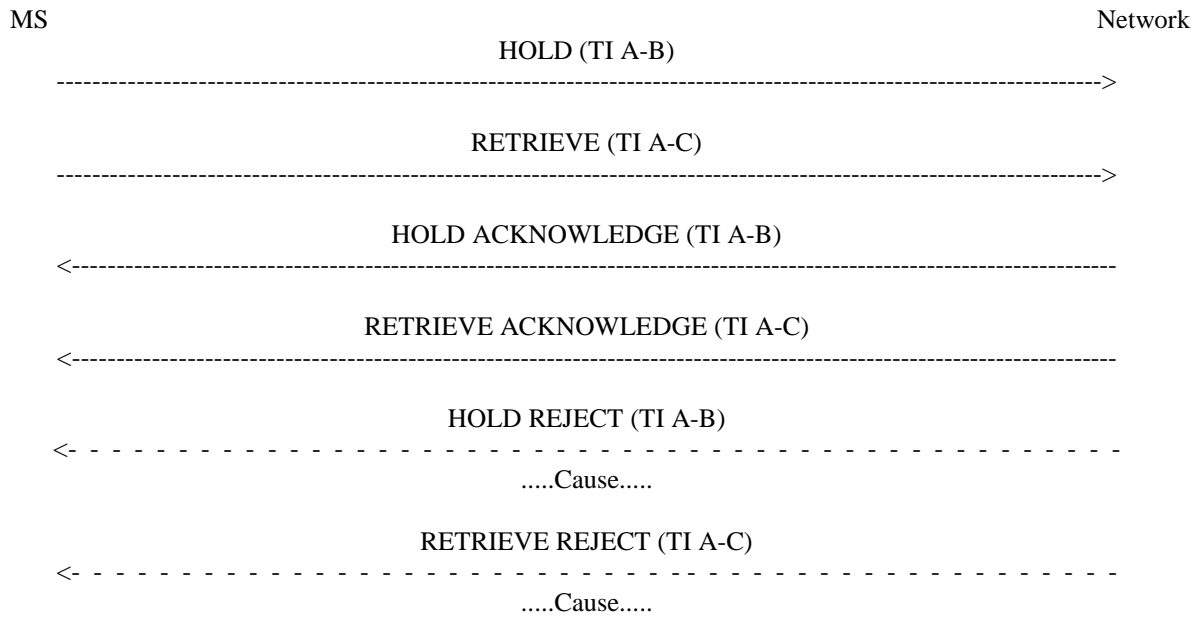 MS Network
HOLD (TI A-B)
RETRIEVE (TI A-C)
HOLD ACKNOWLEDGE (TI A-B)
RETRIEVE ACKNOWLEDGE (TI A-C)
HOLD REJECT (TI A-B)
.....Cause.....
RETRIEVE REJECT (TI A-C)
.....Cause.....